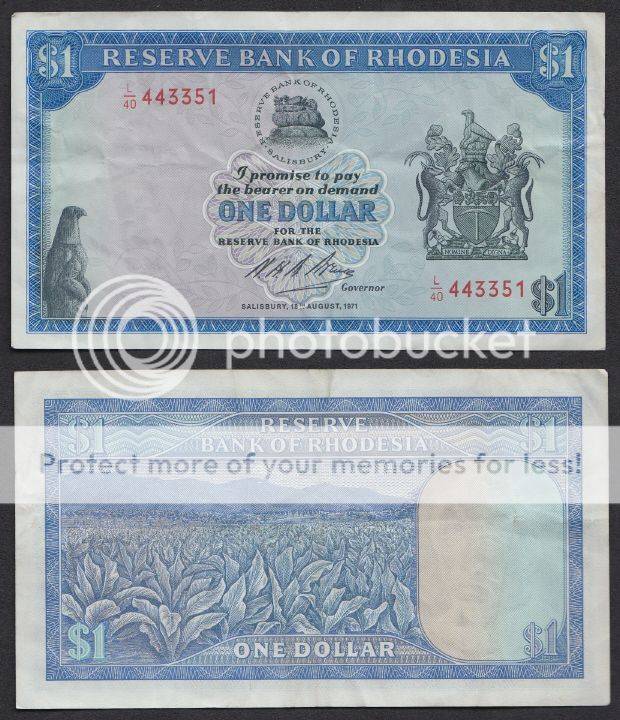 $1 RESERVE BANK OF RHODESIA $1
L/40 443351
RESERVE BANK OF RHODESIA
SALISBURY
I promise to pay
the bearer on demand
ONE DOLLAR
FOR THE
RESERVE BANK OF RHODESIA
Governor
SALISBURY, 18TH AUGUST, 1971
L/40 443351 $1
photobucket
$1 RESERVE $1
BANK OF RHODESIA
Protect more of your memories for less!
$1 ONE DOLLAR $1